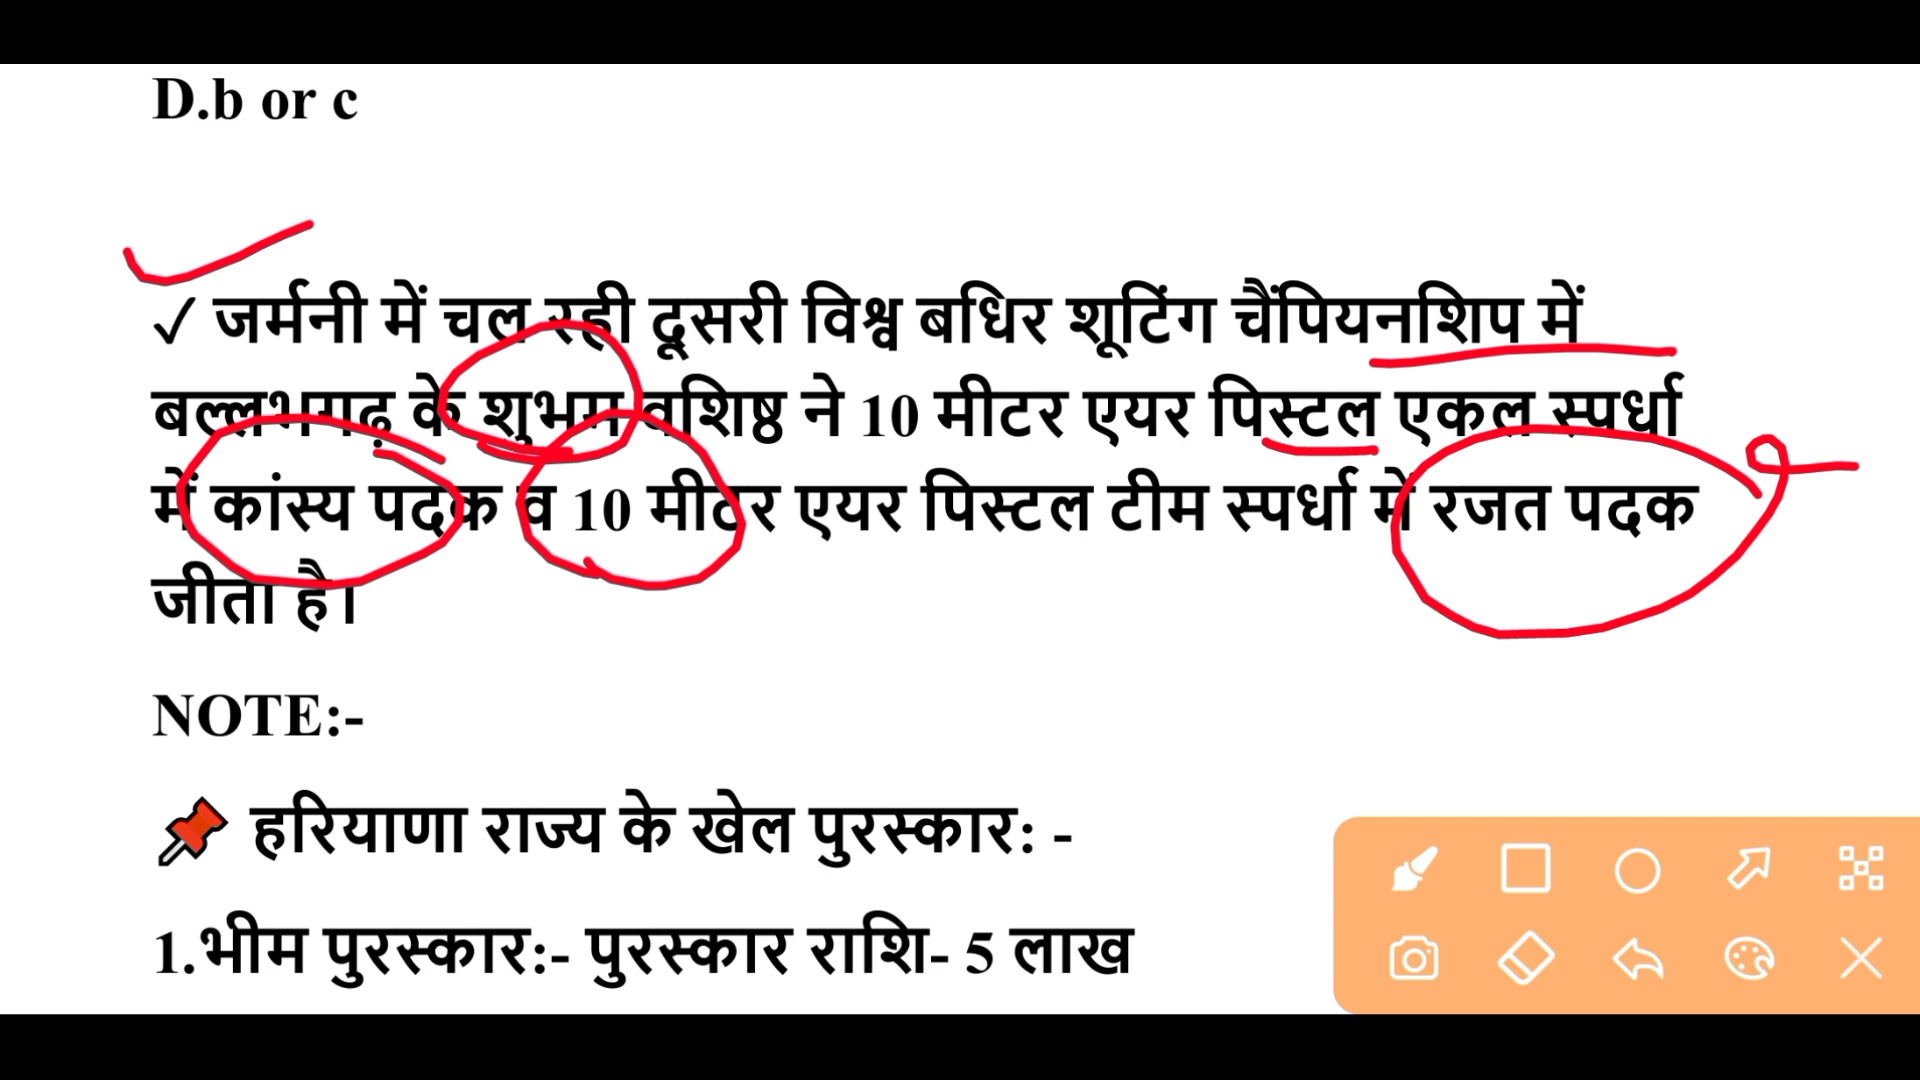 D.b or c
✓ जर्मनी में चल रही दूसरी विश्व बधिर शूटिंग चैंपियनशिप में
बल्लभगढ़ के शुभम वशिष्ठ ने 10 मीटर एयर पिस्टल एकल स्पर्धा
में कांस्य पदक व 10 मीटर एयर पिस्टल टीम स्पर्धा में रजत पदक
जीता है।
NOTE:-
📌 हरियाणा राज्य के खेल पुरस्कार: -
1.भीम पुरस्कार:- पुरस्कार राशि- 5 लाख